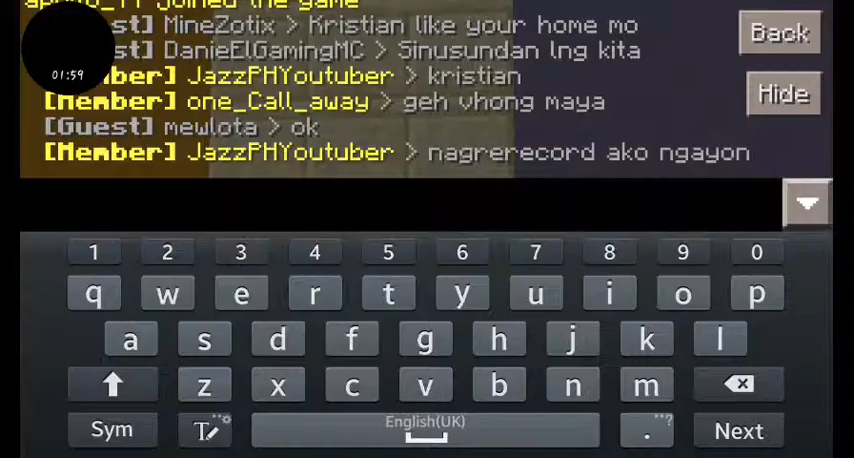 apollo_11 joined the game
st] MineZotix > Kristian like your home mo
st] DanieElGamingMC > Sinusundan lng kita
mber] JazzPHYoutuber > kristian
[Member] one_Call_away > geh vhong maya
[Guest] mewlota > ok
[Member] JazzPHYoutuber > nagrerecord ako ngayon
01:59
Back
Hide
1 2 3 4 5 6 7 8 9 0
q w e r t y u i o p
a s d f g h j k l
z x c v b n m
Sym English(UK) . Next